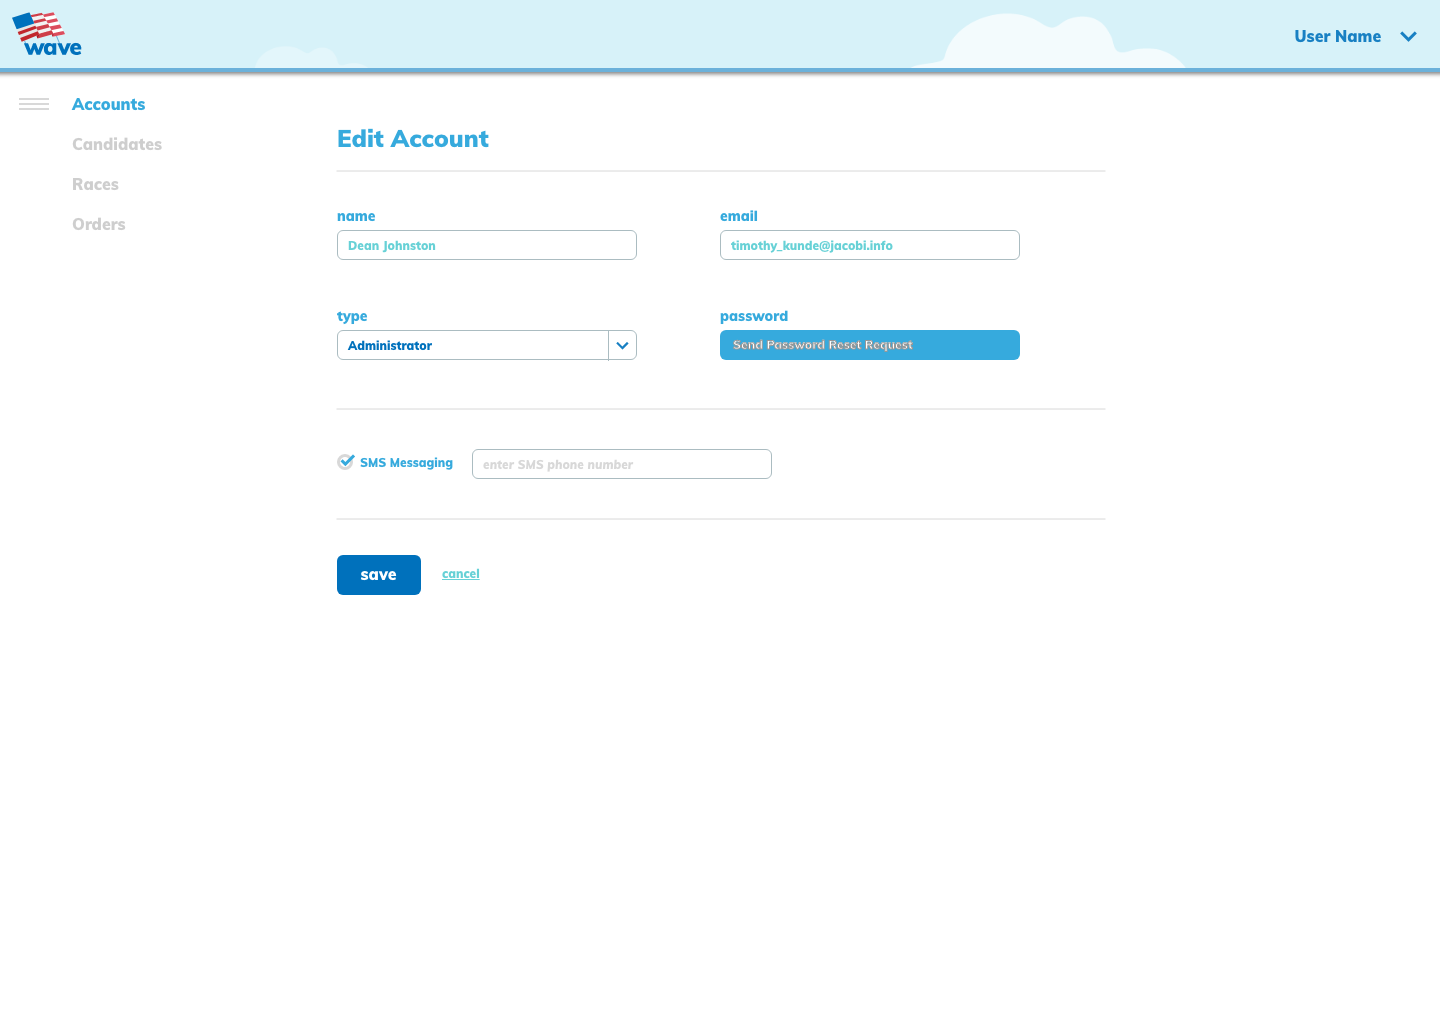 wave
User Name
Accounts
Candidates
Races
Orders
Edit Account
name
email
Dean Johnston
timothy_kunde@jacobi.info
type
password
Administrator
Send Password Reset Request
SMS Messaging
enter SMS phone number
save
cancel